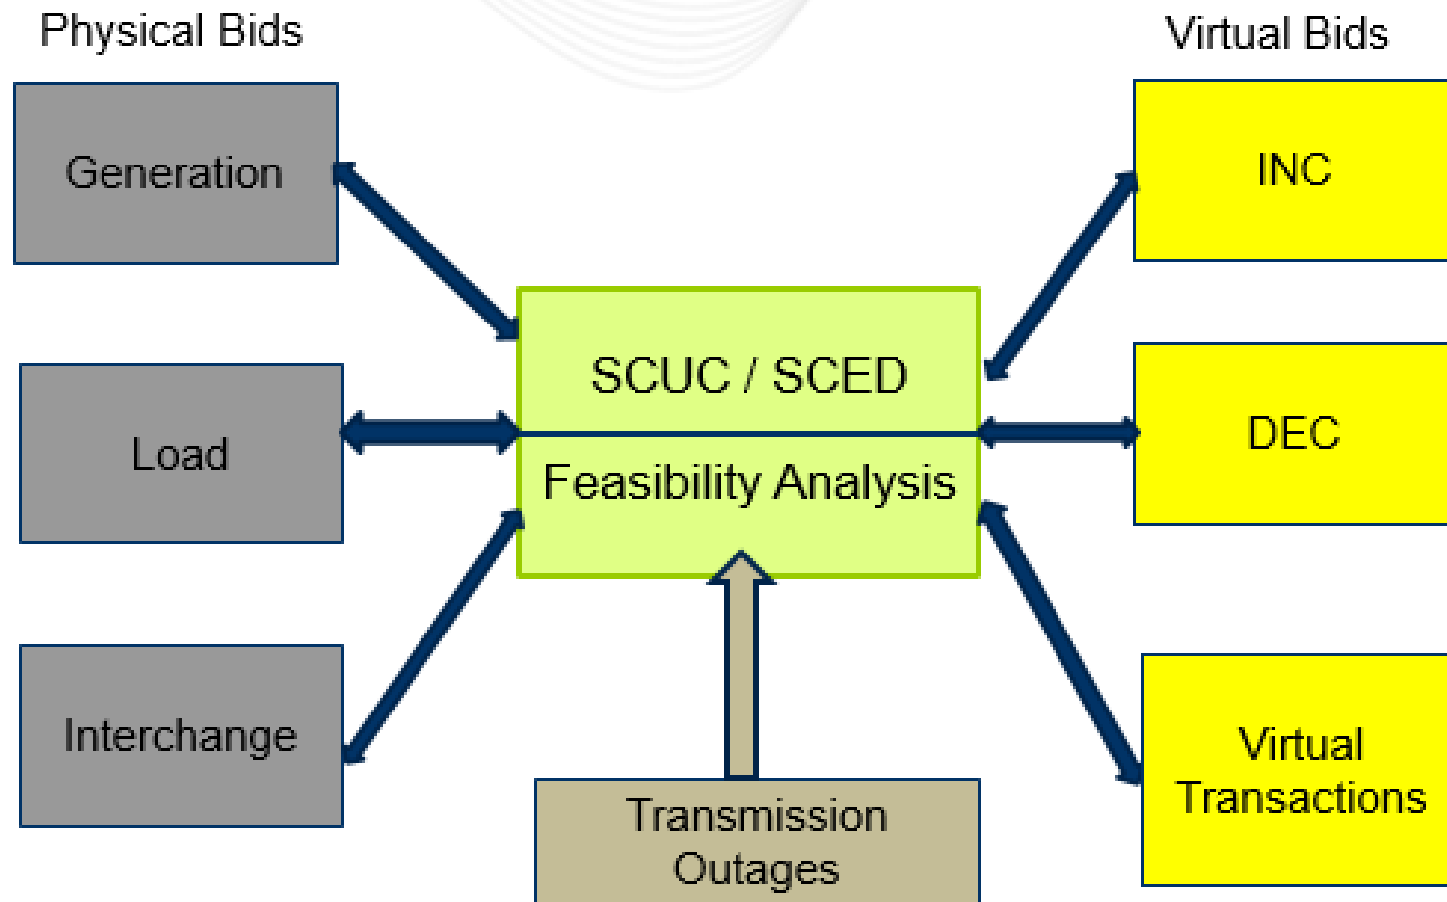 Physical Bids
Virtual Bids
Generation
INC
SCUC / SCED
Load
DEC
Feasibility Analysis
Interchange
Virtual
Transactions
Transmission
Outages